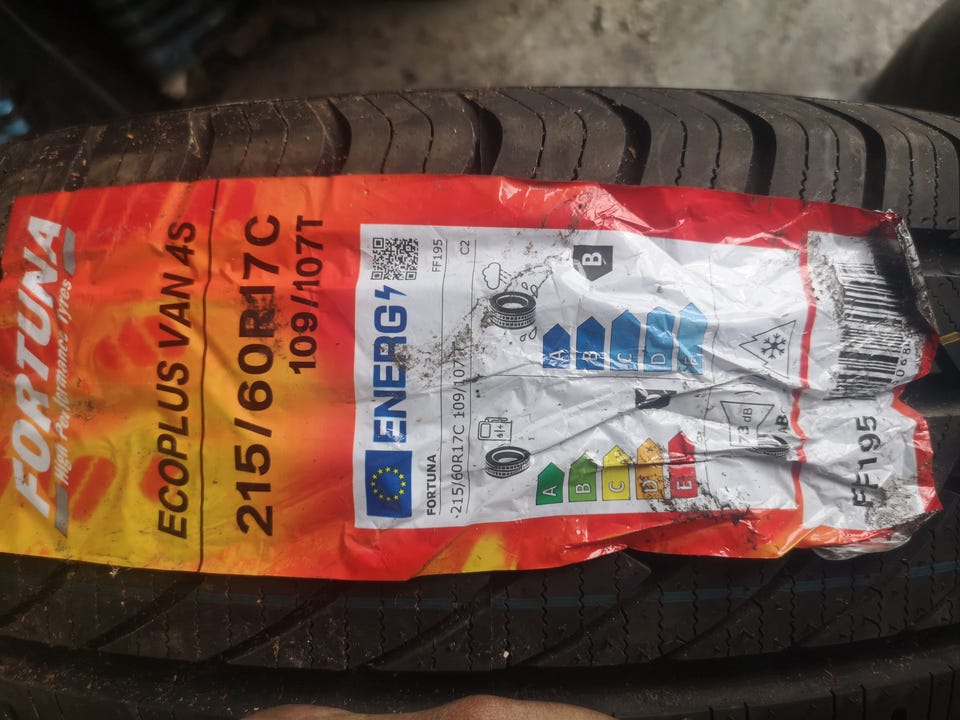 FORTUNA
High Performance Tyres
ECOPLUS VAN 4S
215/60R17C
109/107T
ENERG
FORTUNA
215/60R17C 109/107T
FF195
C2
A
B
C
D
E
A
B
C
D
E
B
73 dB
FF195